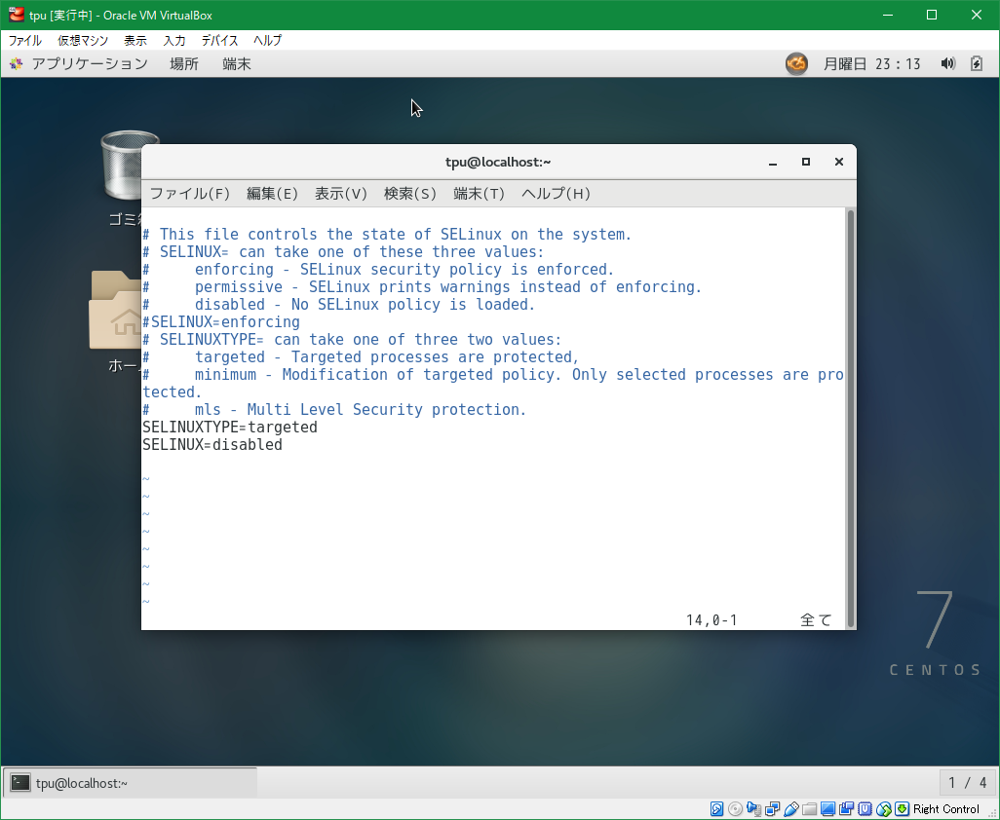 tpu [実行中] - Oracle VM VirtualBox
ファイル 仮想マシン 表示 入力 デバイス ヘルプ
アプリケーション 場所 端末 月曜日 23：13
ゴミ
ホー
tpu@localhost:~
ファイル(F) 編集(E) 表示(V) 検索(S) 端末(T) ヘルプ(H)
# This file controls the state of SELinux on the system.
# SELINUX= can take one of these three values:
#     enforcing - SELinux security policy is enforced.
#     permissive - SELinux prints warnings instead of enforcing.
#     disabled - No SELinux policy is loaded.
#SELINUX=enforcing
# SELINUXTYPE= can take one of three two values:
#     targeted - Targeted processes are protected,
#     minimum - Modification of targeted policy. Only selected processes are pro
tected.
#     mls - Multi Level Security protection.
SELINUXTYPE=targeted
SELINUX=disabled
~
~
~
~
~
~
~
~
14,0-1 全て
7
CENTOS
tpu@localhost:~
1 / 4
Right Control